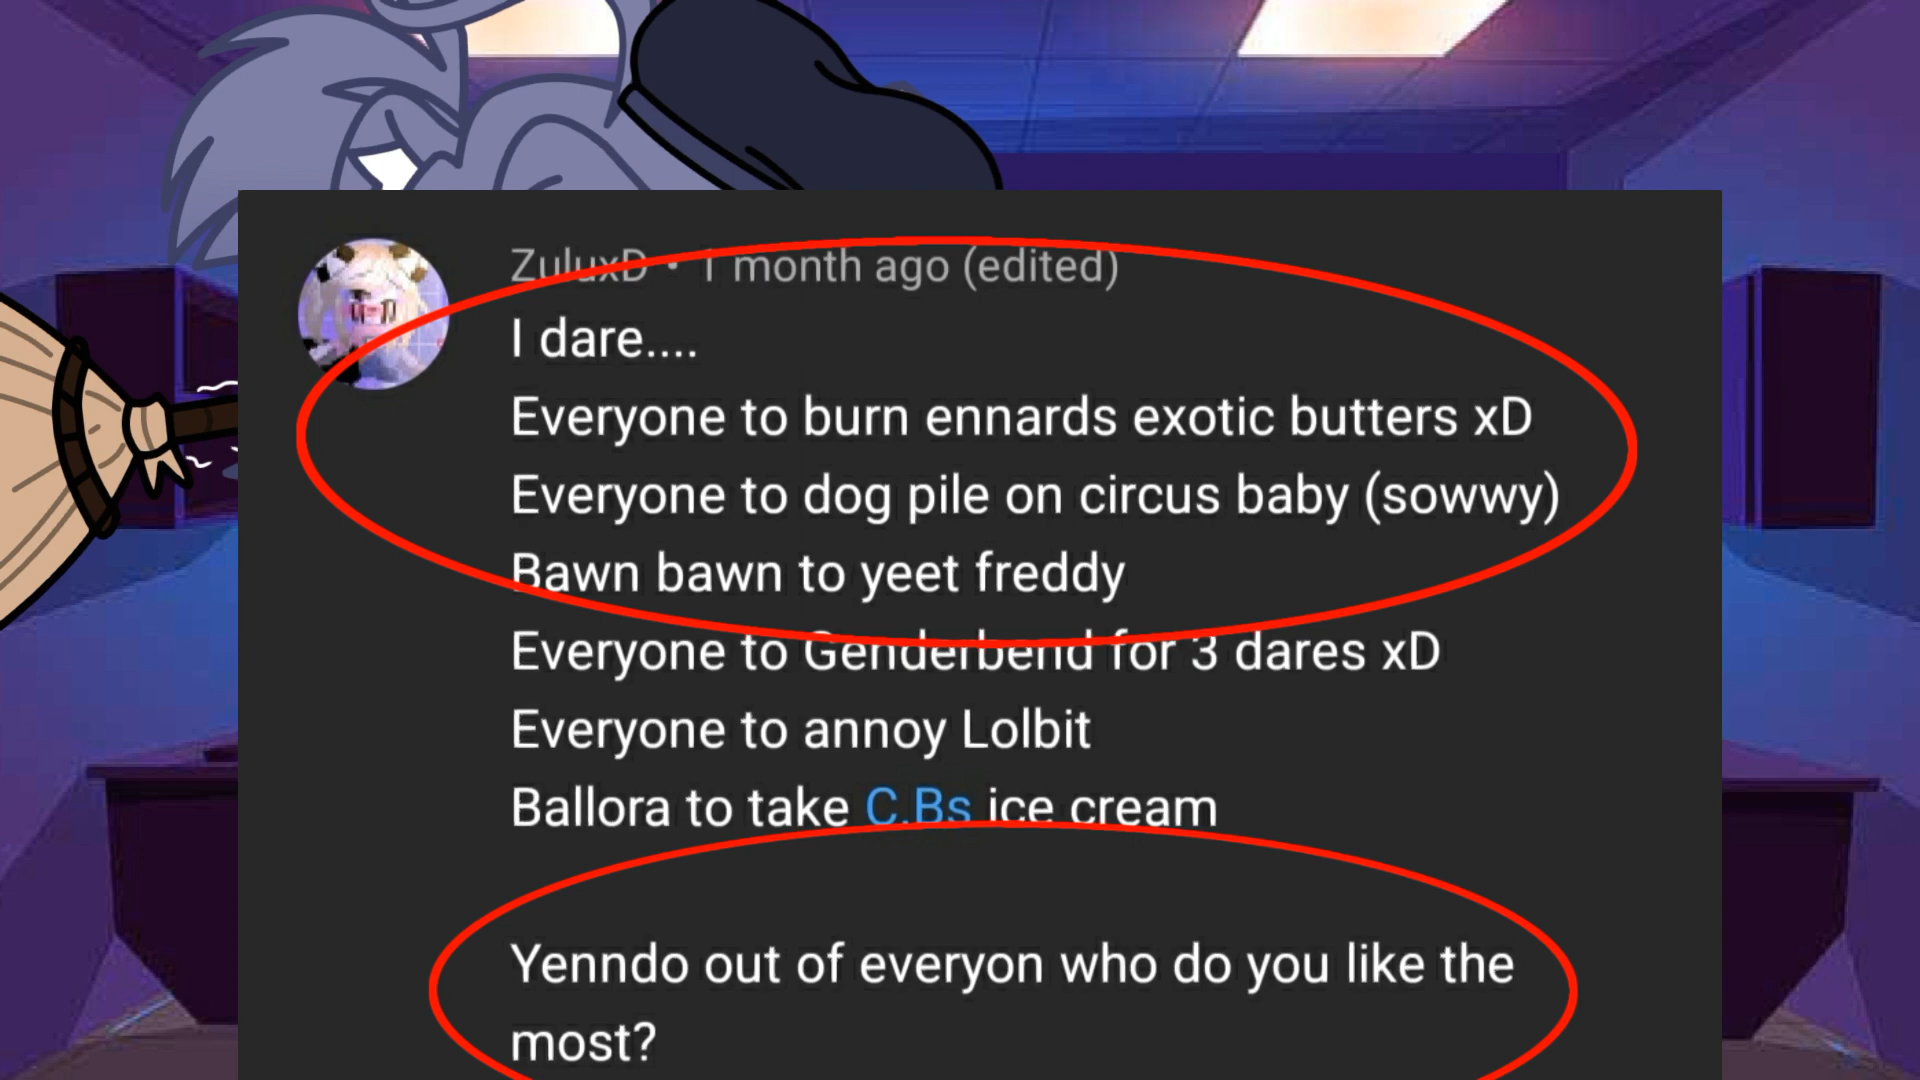 ZuluxD • 1 month ago (edited)
I dare....
Everyone to burn ennards exotic butters xD
Everyone to dog pile on circus baby (sowwy)
Bawn bawn to yeet freddy
Everyone to Genderbend for 3 dares xD
Everyone to annoy Lolbit
Ballora to take C.Bs ice cream
Yenndo out of everyon who do you like the
most?